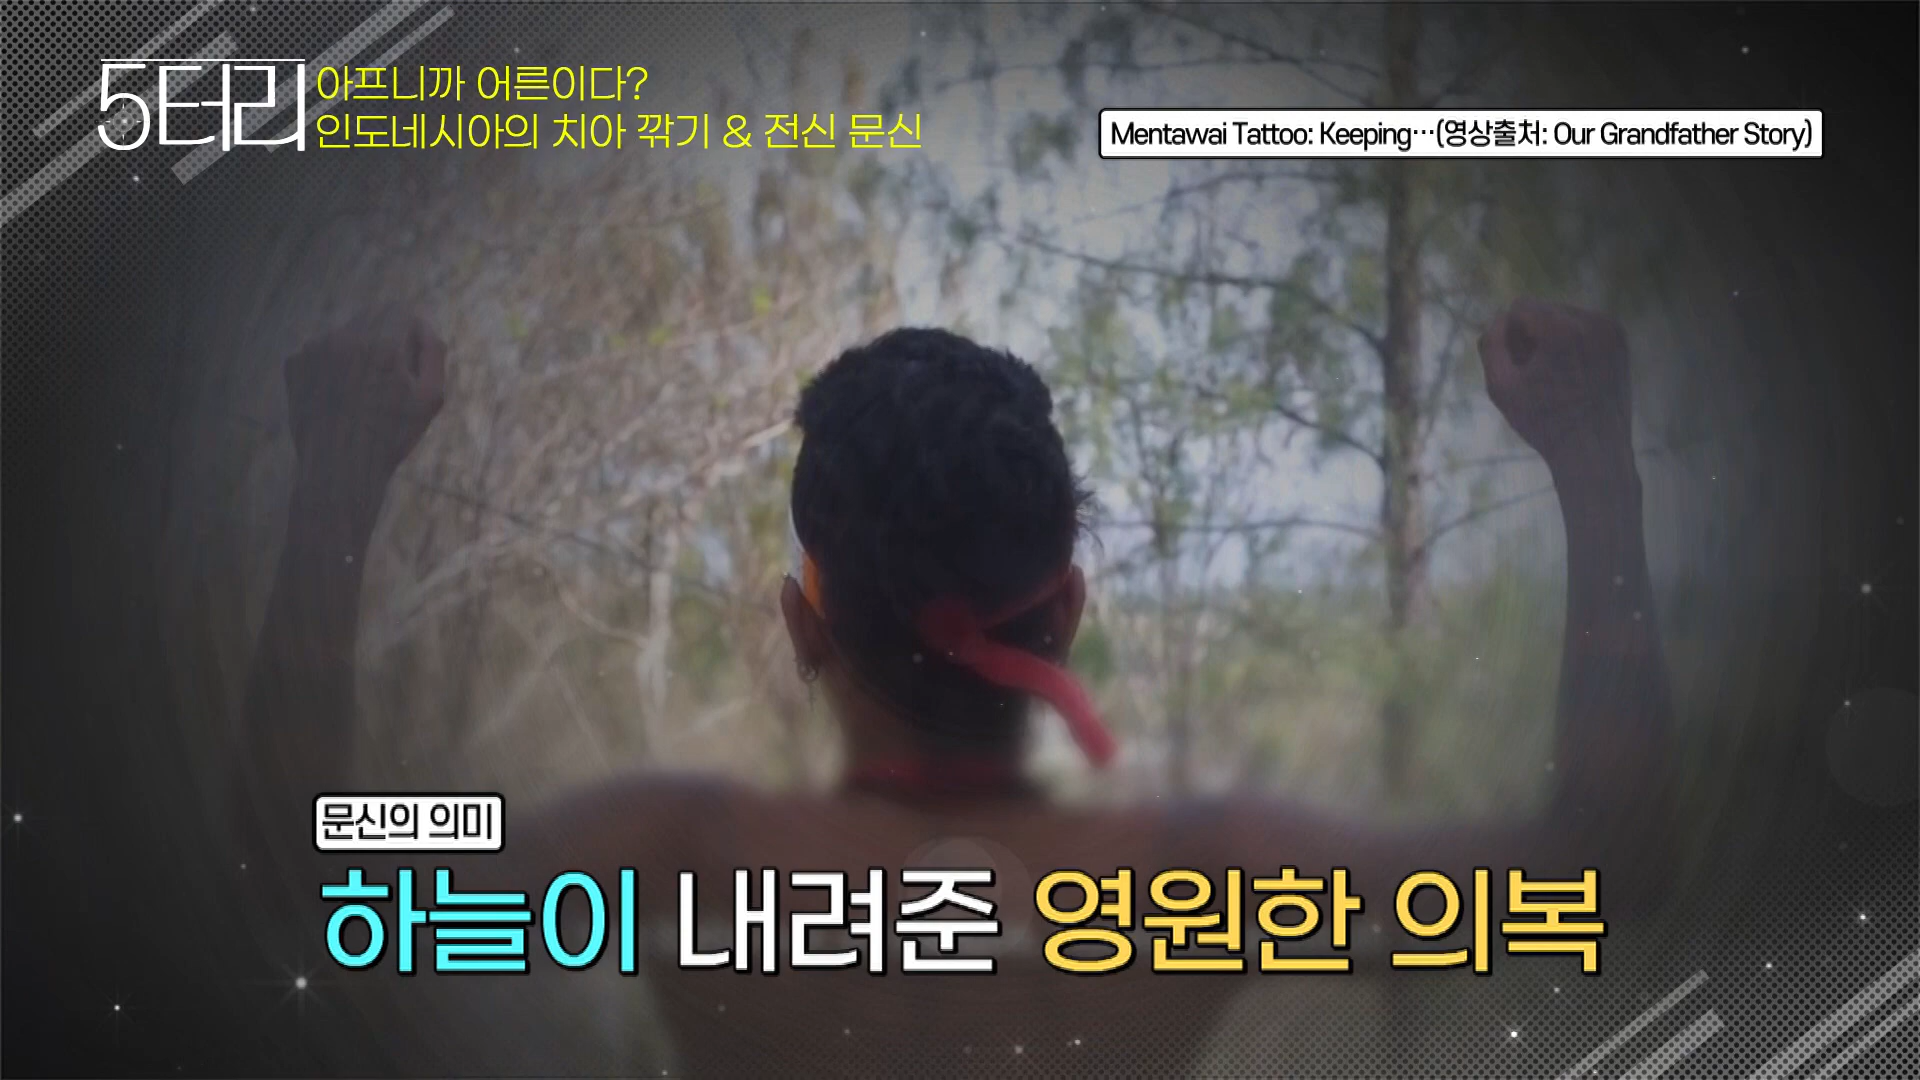 5터리
아프니까 어른이다?
인도네시아의 치아 깎기 & 전신 문신
Mentawai Tattoo: Keeping…(영상출처: Our Grandfather Story)
문신의 의미
하늘이 내려준 영원한 의복